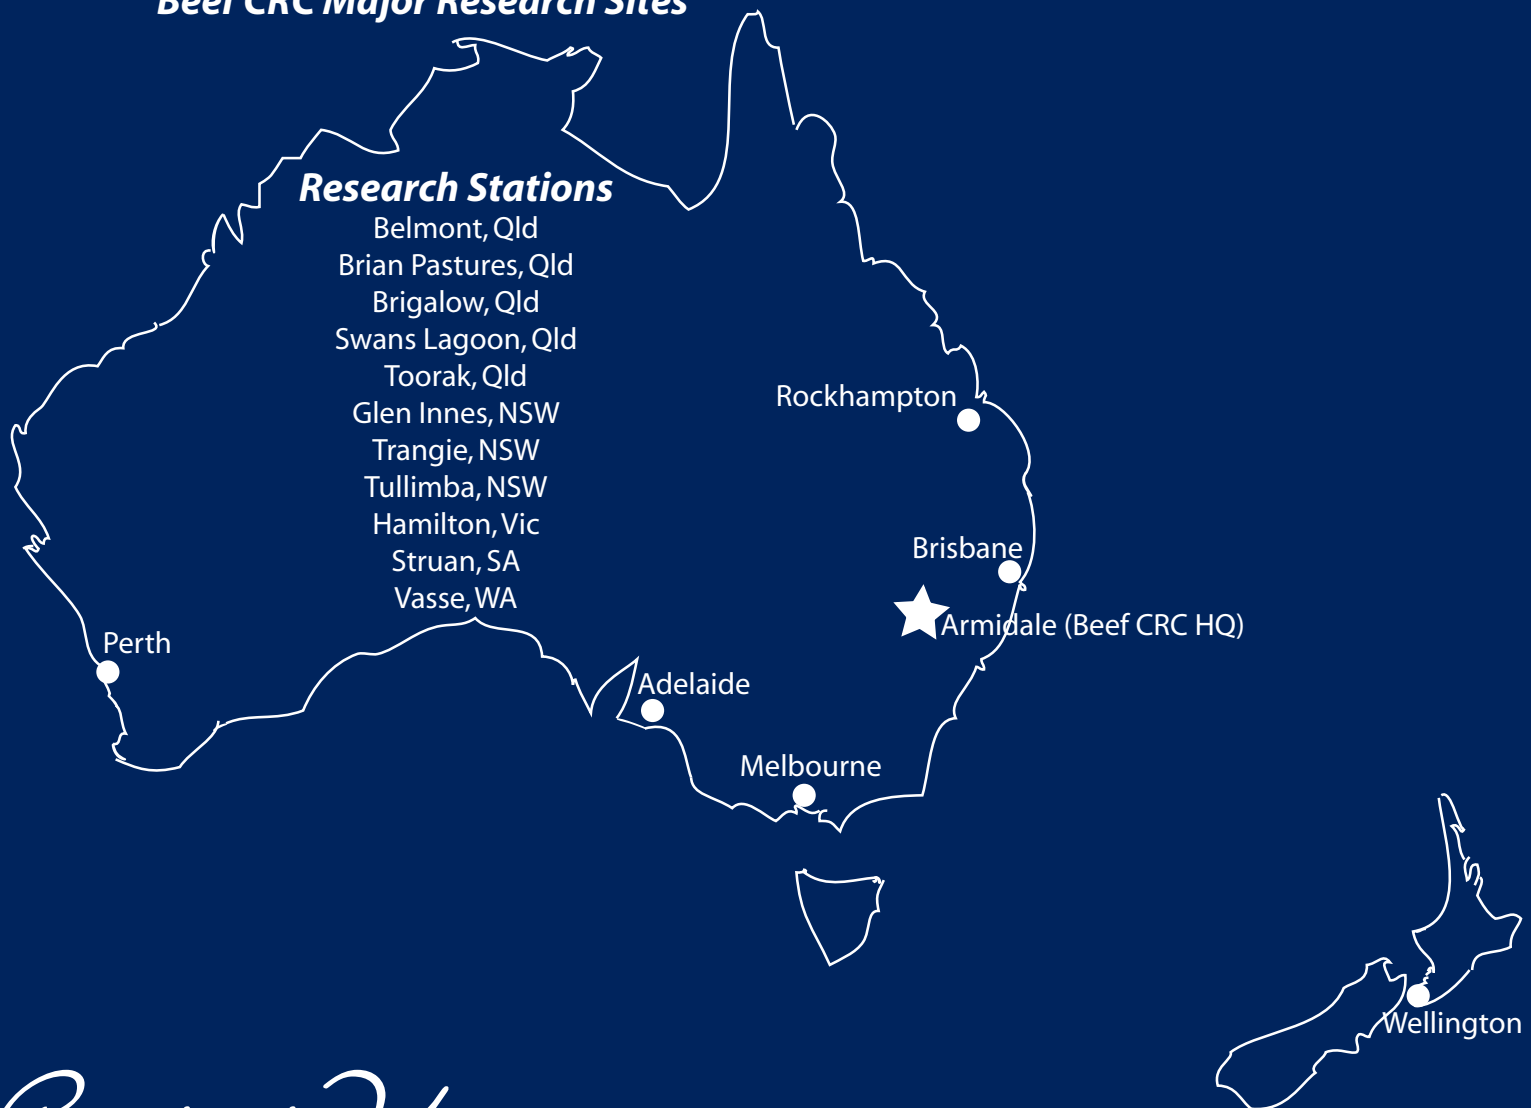 Beef CRC Major Research Sites
Research Stations
Belmont, Qld
Brian Pastures, Qld
Brigalow, Qld
Swans Lagoon, Qld
Toorak, Qld
Glen Innes, NSW
Trangie, NSW
Tullimba, NSW
Hamilton, Vic
Struan, SA
Vasse, WA
Rockhampton
Brisbane
Armidale (Beef CRC HQ)
Perth
Adelaide
Melbourne
Wellington